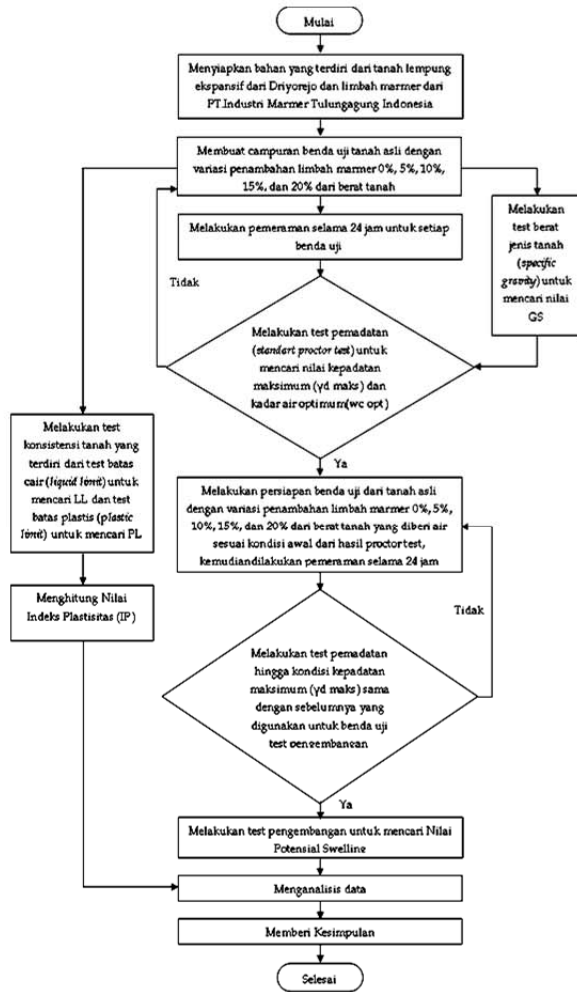 Mulai
Menyiapkan bahan yang terdiri dari tanah lempung
ekspansif dari Driyorejo dan limbah marmer dari
PT.Industri Marmer Tulungagung Indonesia
Membuat campuran benda uji tanah asli dengan
variasi penambahan limbah marmer 0%, 5%, 10%,
15%, dan 20% dari berat tanah
Melakukan pemeraman selama 24 jam untuk setiap
benda uji
Melakukan
test berat
jenis tanah
(specific
gravity) untuk
mencari nilai
GS
Tidak
Melakukan test pemadatan
(standart proctor test) untuk
mencari nilai kepadatan
maksimum (γd maks) dan
kadar air optimum(wc opt)
Ya
Melakukan test
konsistensi tanah yang
terdiri dari test batas
cair (liquid limit) untuk
mencari LL dan test
batas plastis (plastic
limit) untuk mencari PL
Melakukan persiapan benda uji dari tanah asli
dengan variasi penambahan limbah marmer 0%, 5%,
10%, 15%, dan 20% dari berat tanah yang diberi air
sesuai kondisi awal dari hasil proctor test,
kemudiandilakukan pemeraman selama 24 jam
Menghitung Nilai
Indeks Plastisitas (IP)
Tidak
Melakukan test pemadatan
hingga kondisi kepadatan
maksimum (γd maks) sama
dengan sebelumnya yang
digunakan untuk benda uji
test pengembangan
Ya
Melakukan test pengembangan untuk mencari Nilai
Potensial Swelling
Menganalisis data
Memberi Kesimpulan
Selesai